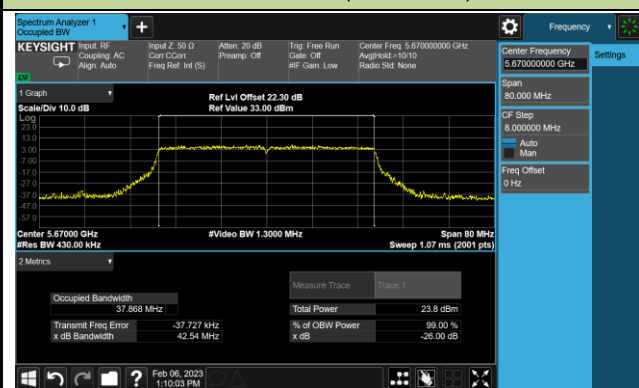 Spectrum Analyzer 1
Occupied BW
+
Frequency
KEYSIGHT
Input: RF
Coupling: AC
Align: Auto
Input Z: 50 Ω
Corr CCorr
Freq Ref: Int (S)
Atten: 20 dB
Preamp: Off
Trig: Free Run
Gate: Off
#IF Gain: Low
Center Freq: 5.670000000 GHz
Avg|Hold:>10/10
Radio Std: None
LXI
Center Frequency
5.670000000 GHz
Settings
Span
80.000 MHz
CF Step
8.000000 MHz
Auto
Man
Freq Offset
0 Hz
1 Graph
Scale/Div 10.0 dB
Ref Lvl Offset 22.30 dB
Ref Value 33.00 dBm
Log
23.0
13.0
3.00
-7.00
-17.0
-27.0
-37.0
-47.0
-57.0
Center 5.67000 GHz
#Res BW 430.00 kHz
#Video BW 1.3000 MHz
Span 80 MHz
Sweep 1.07 ms (2001 pts)
2 Metrics
Measure Trace
Trace 1
Occupied Bandwidth
37.868 MHz
Total Power
23.8 dBm
Transmit Freq Error
-37.727 kHz
% of OBW Power
99.00 %
x dB Bandwidth
42.54 MHz
x dB
-26.00 dB
?
Feb 06, 2023
1:10:03 PM